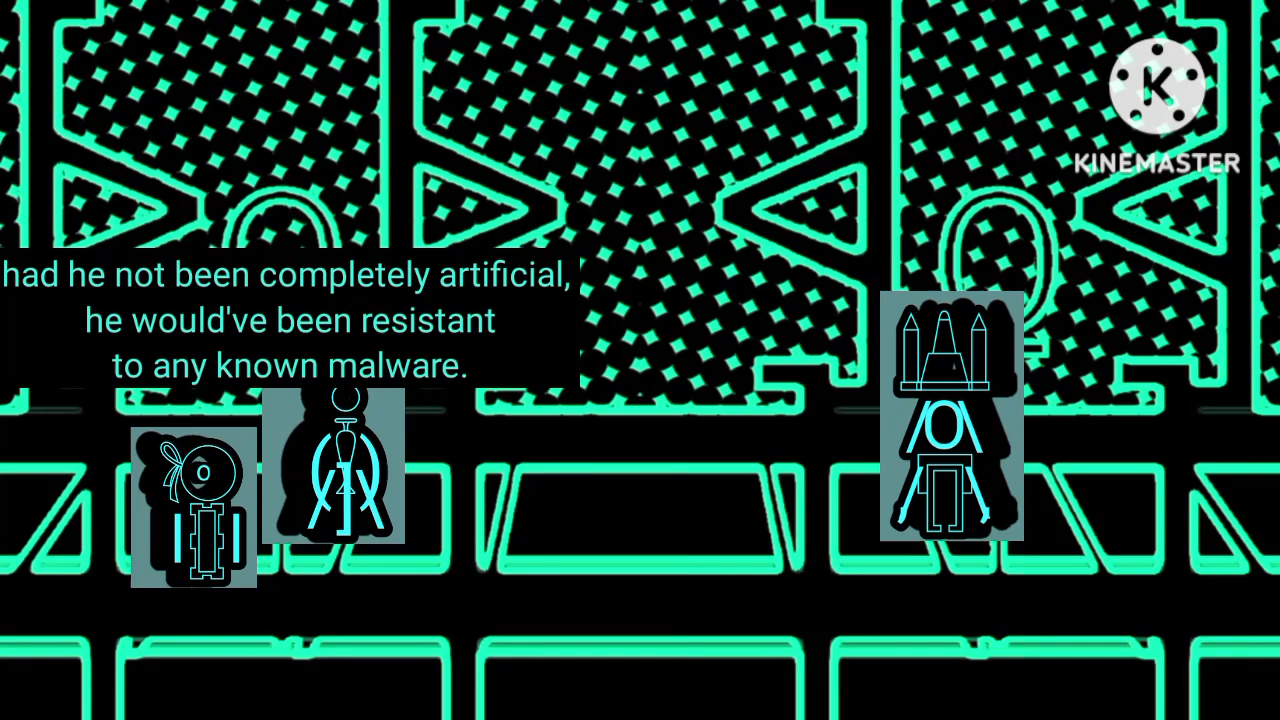 had he not been completely artificial,
he would've been resistant
to any known malware.
KINEMASTER